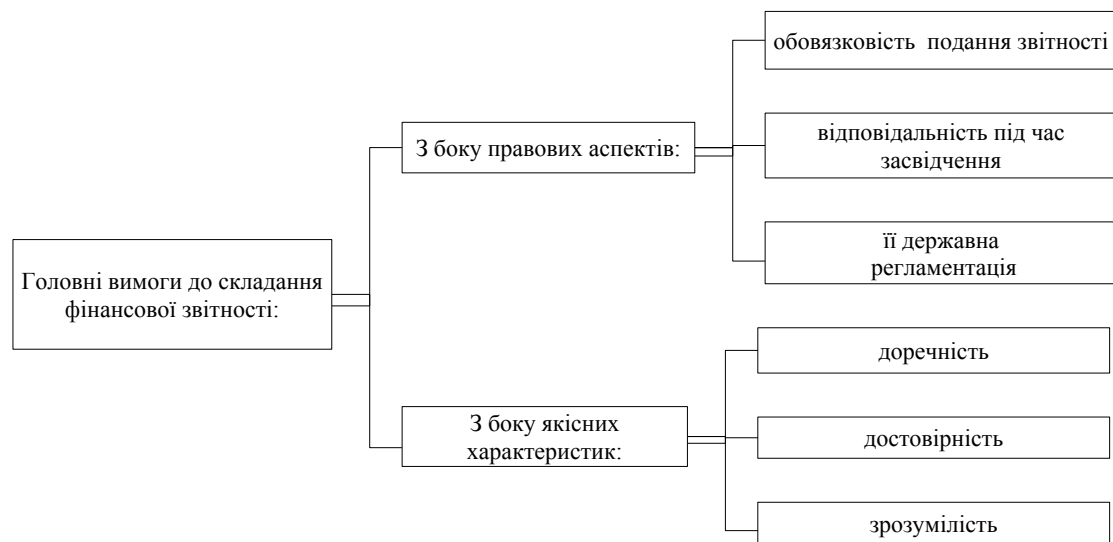 Головні вимоги до складання
фінансової звітності:
З боку правових аспектів:
обовязковість подання звітності
відповідальність під час
засвідчення
її державна
регламентація
З боку якісних
характеристик:
доречність
достовірність
зрозумілість